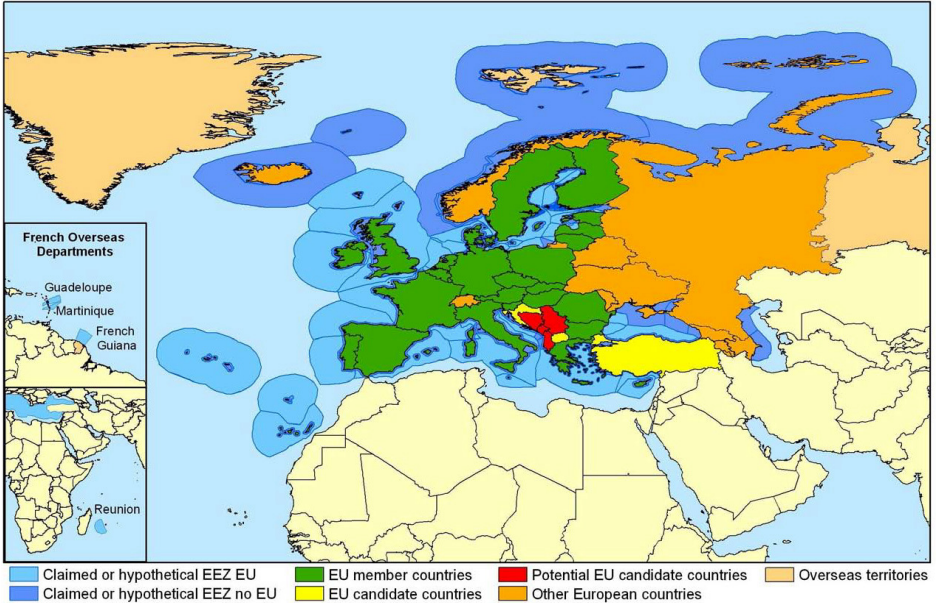 French Overseas
Departments
Guadeloupe
Martinique
French
Guiana
Reunion
Claimed or hypothetical EEZ EU
EU member countries
Potential EU candidate countries
Overseas territories
Claimed or hypothetical EEZ no EU
EU candidate countries
Other European countries